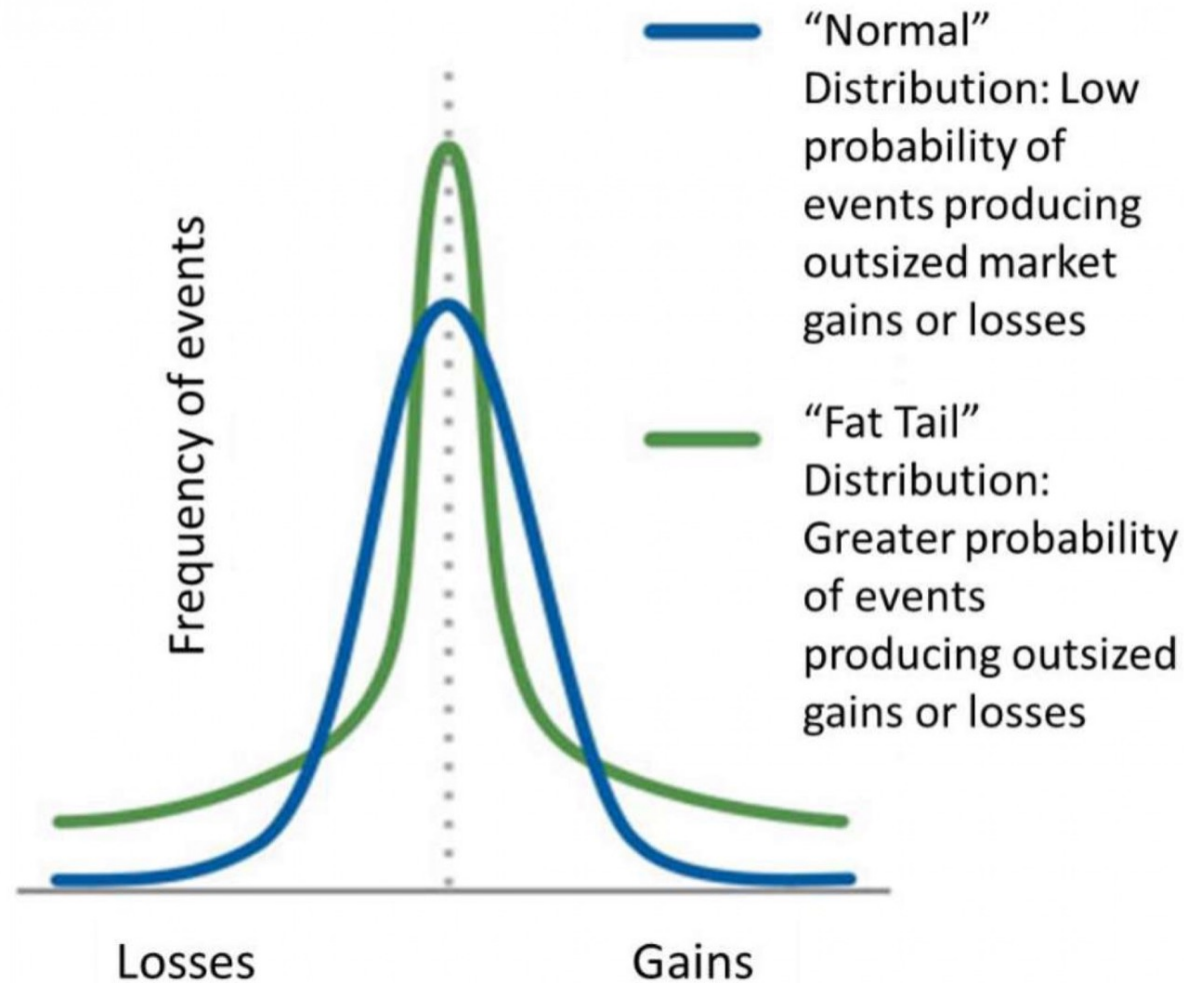 “Normal”
Distribution: Low
probability of
events producing
outsized market
gains or losses
“Fat Tail”
Distribution:
Greater probability
of events
producing outsized
gains or losses
Frequency of events
Losses
Gains